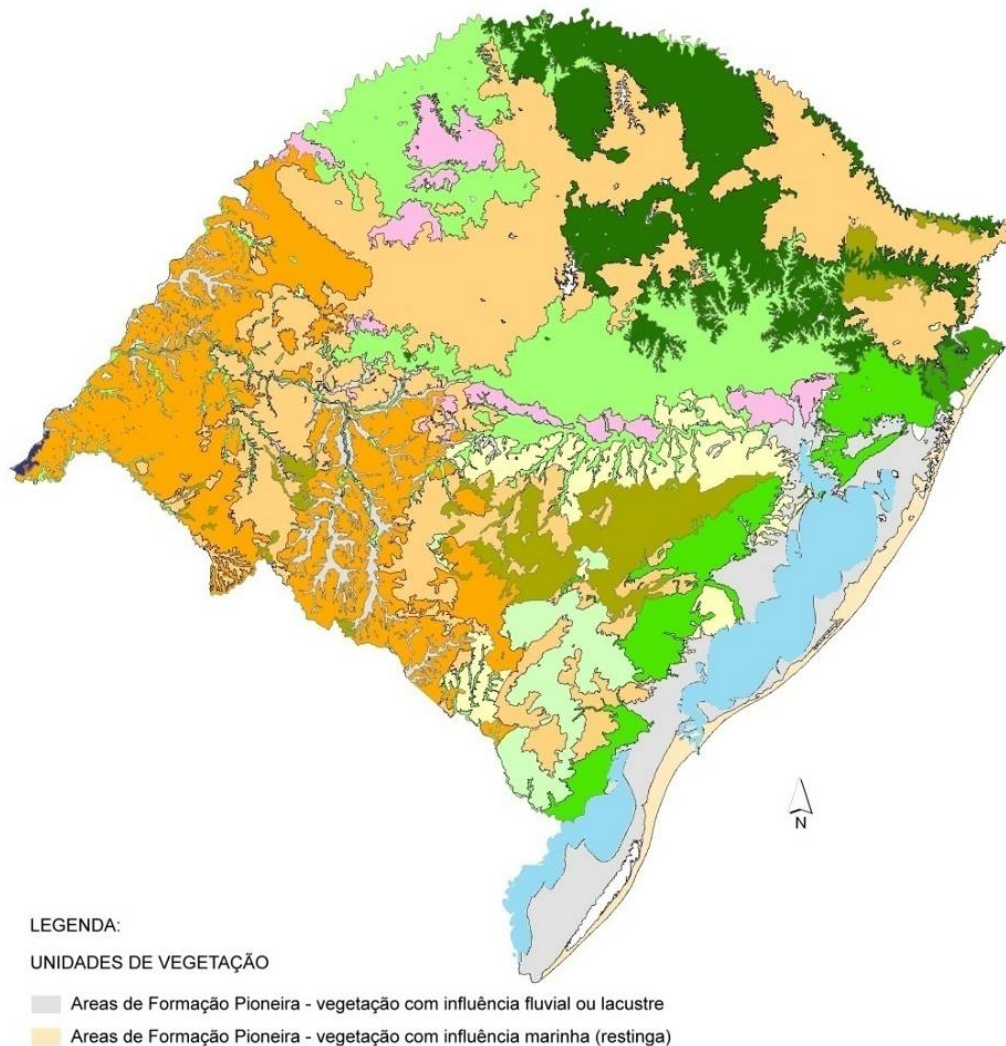 N
LEGENDA:
UNIDADES DE VEGETAÇÃO
Areas de Formação Pioneira - vegetação com influência fluvial ou lacustre
Areas de Formação Pioneira - vegetação com influência marinha (restinga)